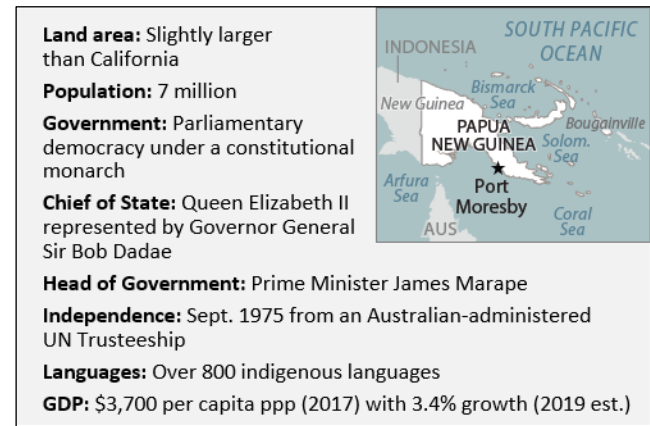 Land area: Slightly larger
than California
Population: 7 million
Government: Parliamentary
democracy under a constitutional
monarch
Chief of State: Queen Elizabeth II
represented by Governor General
Sir Bob Dadae
Head of Government: Prime Minister James Marape
Independence: Sept. 1975 from an Australian-administered
UN Trusteeship
Languages: Over 800 indigenous languages
GDP: $3,700 per capita ppp (2017) with 3.4% growth (2019 est.)
SOUTH PACIFIC
OCEAN
INDONESIA
Bismarck
Sea
New Guinea
Bougainville
PAPUA
NEW GUINEA
Solom.
Sea
Arfura
Sea
Port
Moresby
Coral
Sea
AUS